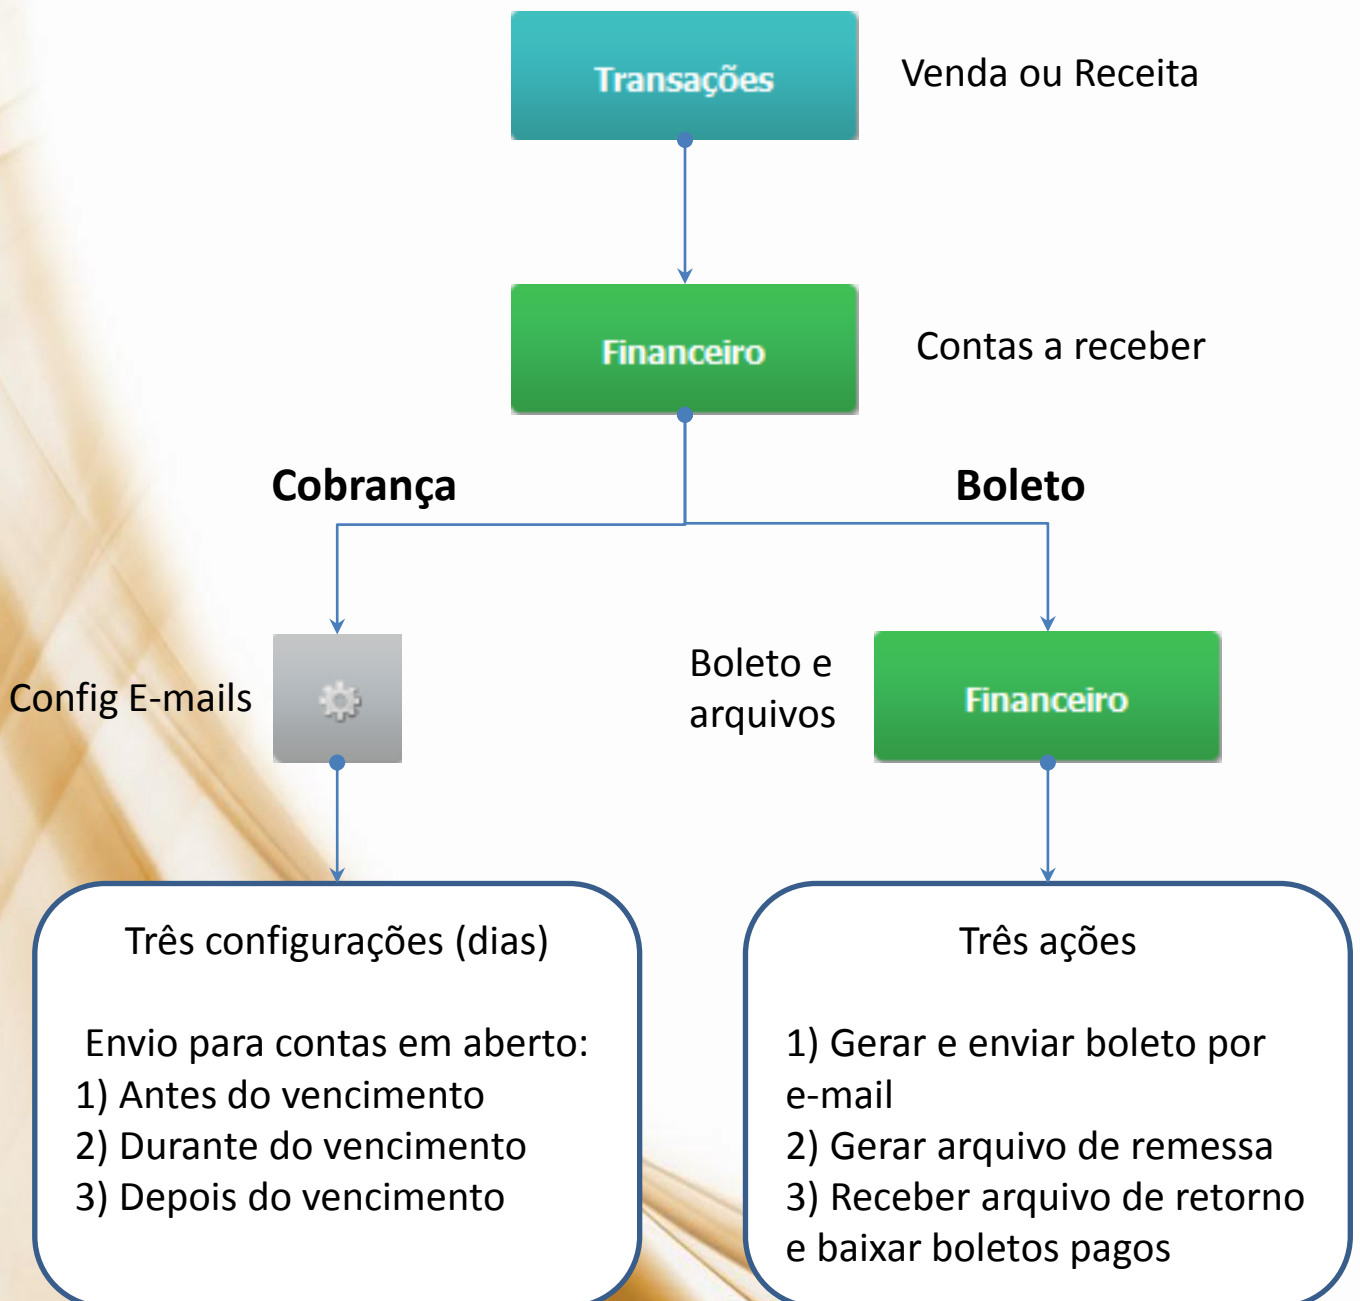 Transações
Venda ou Receita
Financeiro
Contas a receber
Cobrança
Boleto
Config E-mails
Boleto e
arquivos
Financeiro
Três configurações (dias)
Envio para contas em aberto:
1) Antes do vencimento
2) Durante do vencimento
3) Depois do vencimento
Três ações
1) Gerar e enviar boleto por
e-mail
2) Gerar arquivo de remessa
3) Receber arquivo de retorno
e baixar boletos pagos